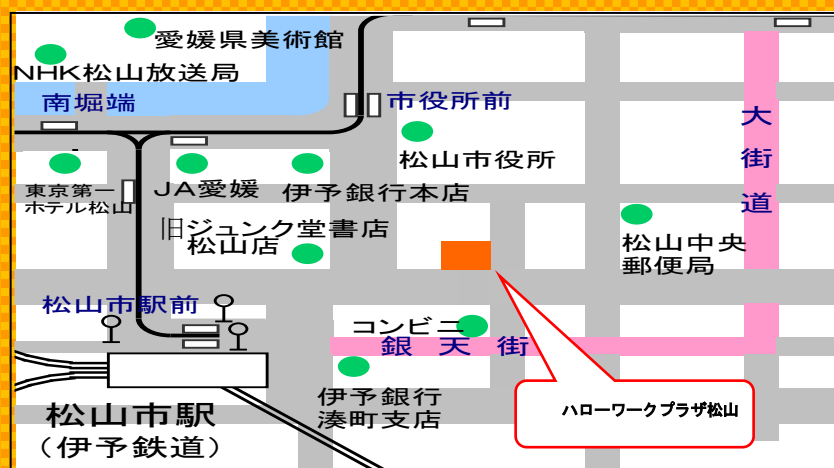 愛媛県美術館
NHK松山放送局
南堀端
市役所前
大街道
松山市役所
東京第一
ホテル松山
JA愛媛
伊予銀行本店
旧ジュンク堂書店
松山店
松山中央
郵便局
松山市駅前
コンビニ
銀天街
伊予銀行
湊町支店
ハローワークプラザ松山
松山市駅
（伊予鉄道）